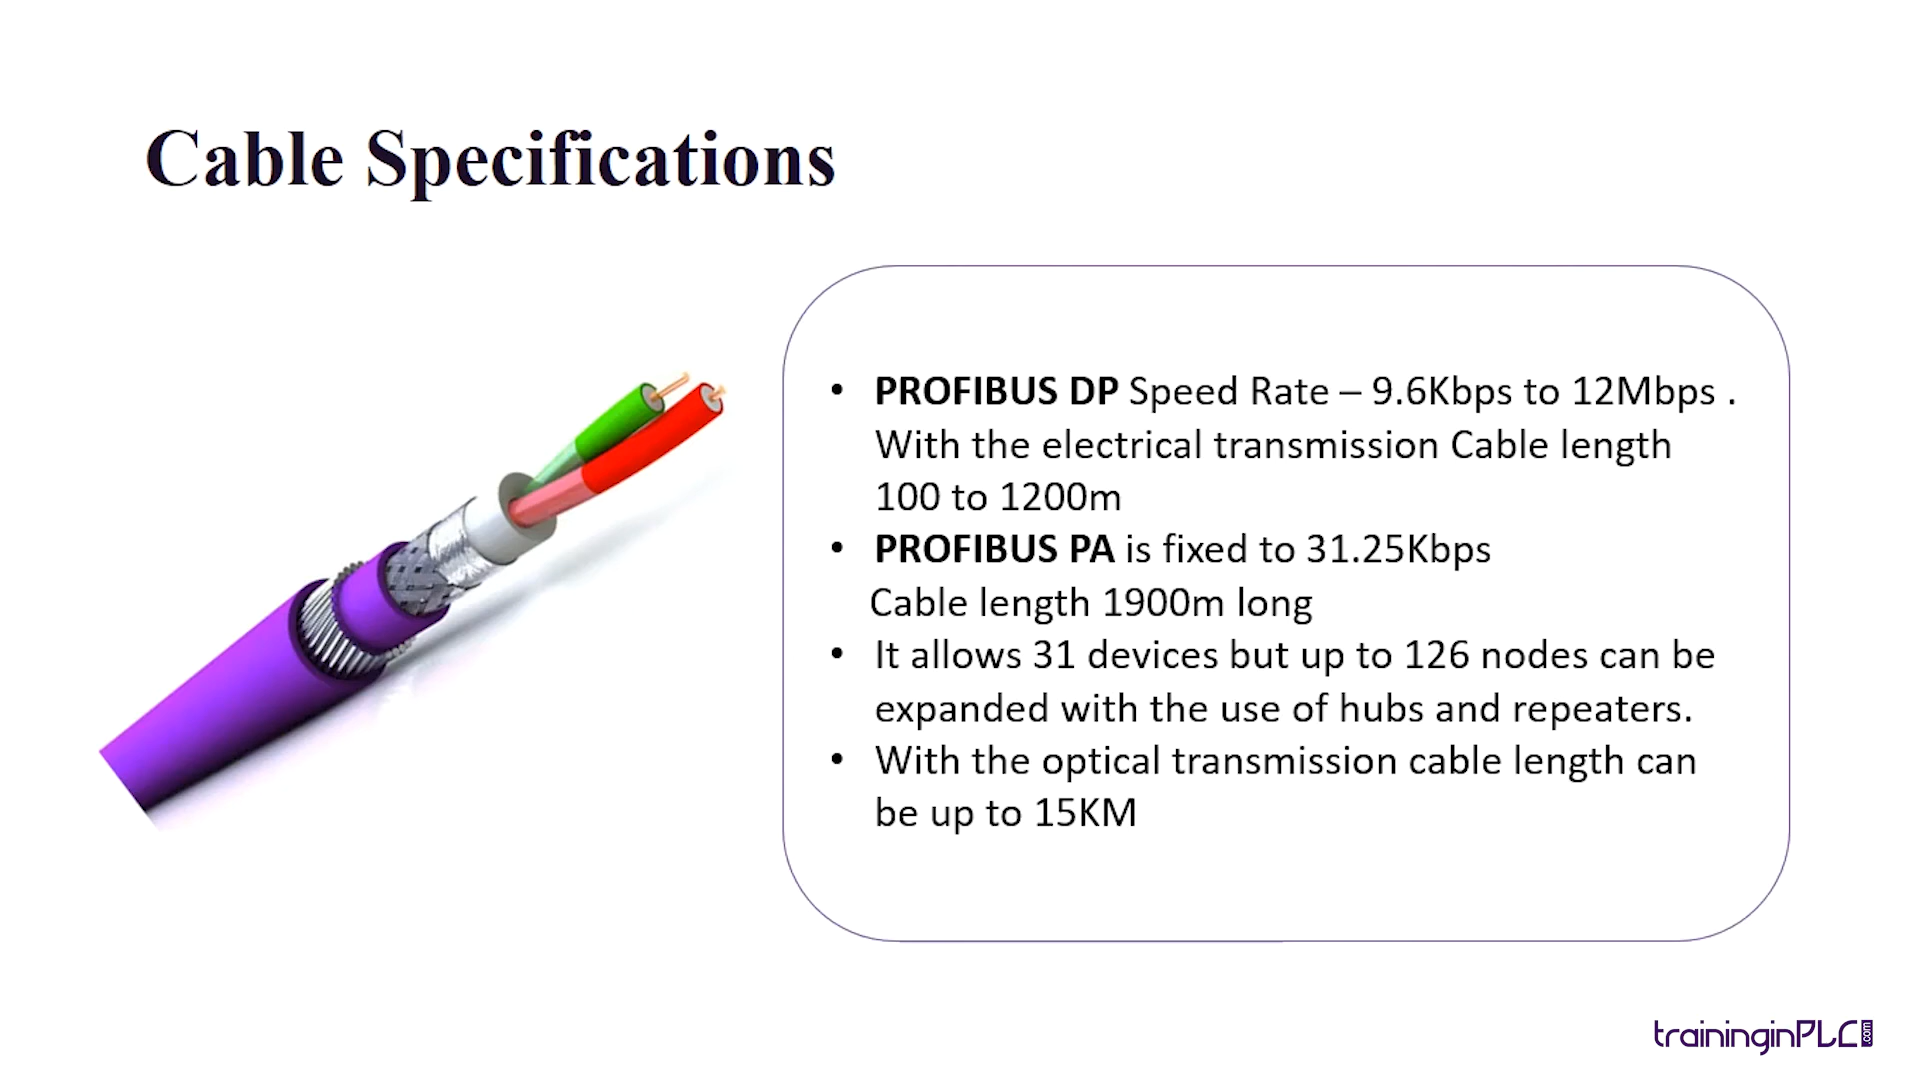 Cable Specifications
• PROFIBUS DP Speed Rate – 9.6Kbps to 12Mbps .
With the electrical transmission Cable length
100 to 1200m
• PROFIBUS PA is fixed to 31.25Kbps
Cable length 1900m long
• It allows 31 devices but up to 126 nodes can be
expanded with the use of hubs and repeaters.
• With the optical transmission cable length can
be up to 15KM
traininginPLC.com